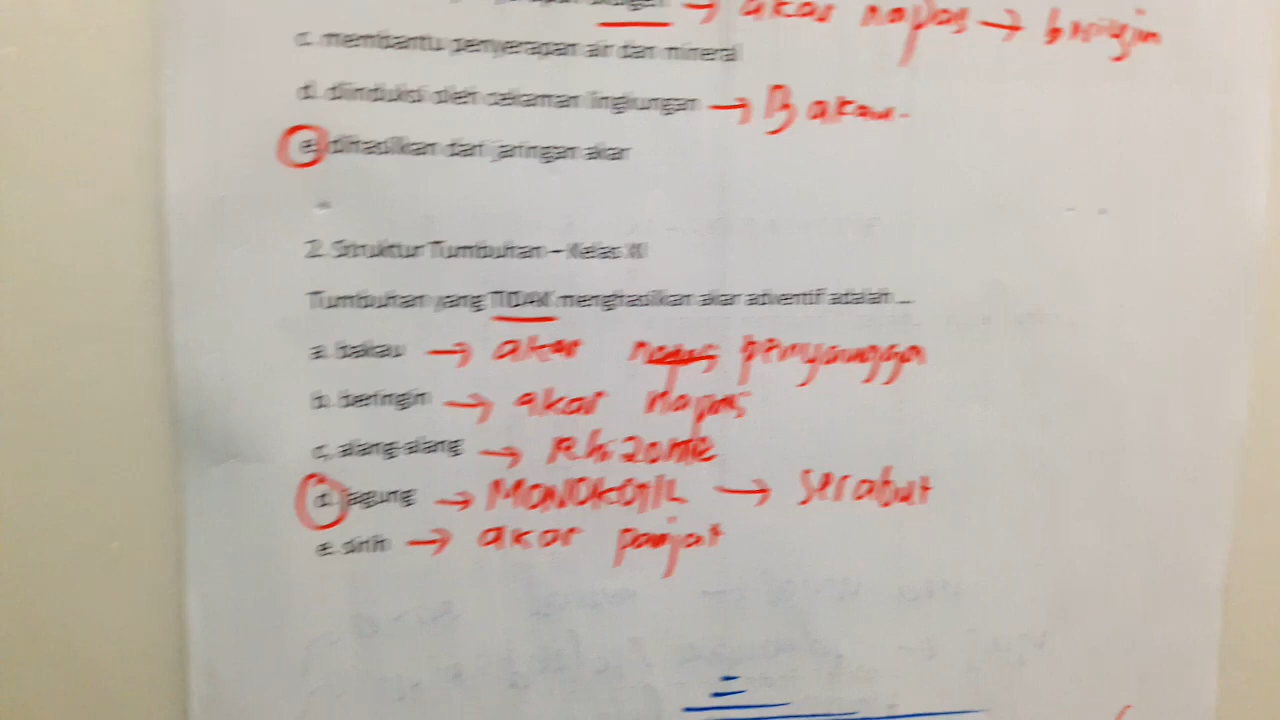 → akar napas → bringin
c. membantu penyerapan air dan mineral
d. diinduksi oleh cekaman lingkungan → Bakau.
e. dihasilkan dari jaringan akar
2. Struktur Tumbuhan – Kelas XI
Tumbuhan yang TIDAK menghasilkan akar adventif adalah ...
a. bakau → akar napas penyangga
b. beringin → akar napas
c. alang-alang → Rhizome
d. jagung → MONOKOTIL → serabut
e. sirih → akar panjat